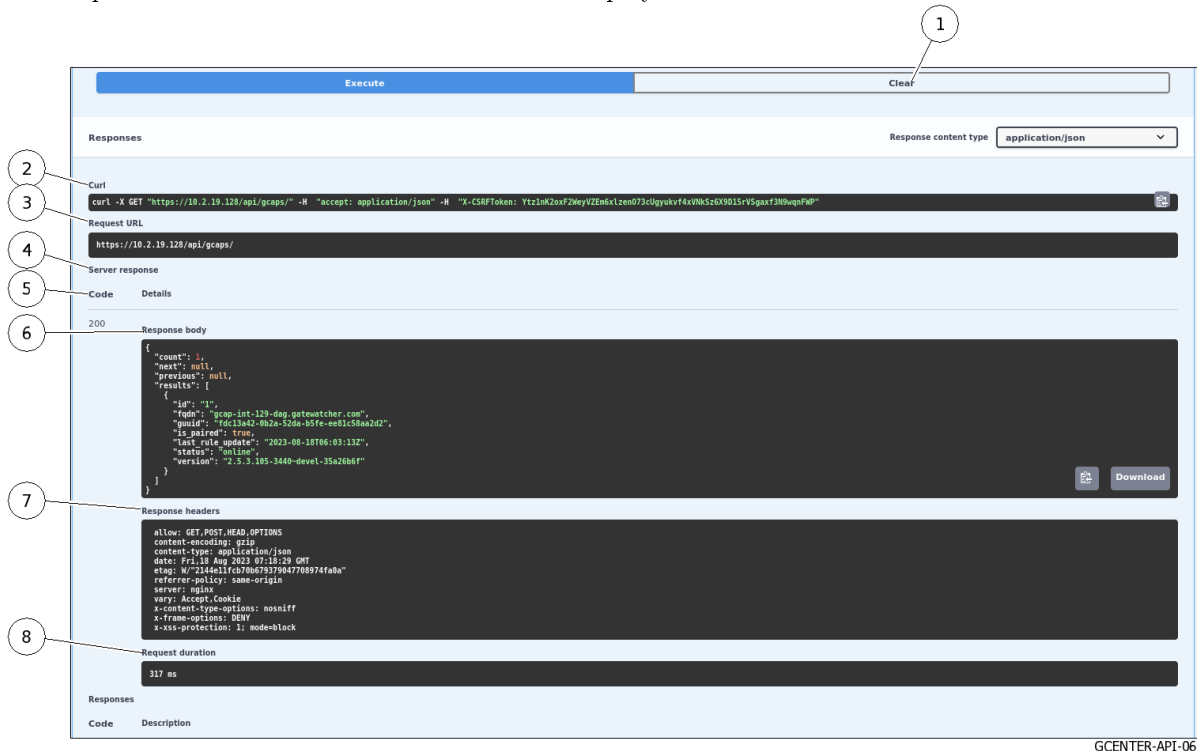 1
Execute
Clear
Responses
Response content type
application/json
2
Curl
curl -X GET "https://10.2.19.128/api/gcaps/" -H  "accept: application/json" -H  "X-CSRFToken: Ytz1nK2oxF2WeyVZEm6xlzenO73cUgyukvf4xVNkSz6X9D15rVSgaxf3N9wqnFWP"
3
Request URL
https://10.2.19.128/api/gcaps/
4
Server response
5
Code
Details
200
6
Response body
{
"count": 1,
"next": null,
"previous": null,
"results": [
{
"id": "1",
"fqdn": "gcap-int-129-dag.gatewatcher.com",
"guuid": "fdc13a42-0b2a-52da-b5fe-ee81c58aa2d2",
"is_paired": true,
"last_rule_update": "2023-08-18T06:03:13Z",
"status": "online",
"version": "2.5.3.105-3440~devel-35a26b6f"
}
]
}
Download
7
Response headers
allow: GET,POST,HEAD,OPTIONS
content-encoding: gzip
content-type: application/json
date: Fri,18 Aug 2023 07:18:29 GMT
etag: W/"2144e11fcb70b679379047708974fa0a"
referrer-policy: same-origin
server: nginx
vary: Accept,Cookie
x-content-type-options: nosniff
x-frame-options: DENY
x-xss-protection: 1; mode=block
8
Request duration
317 ms
Responses
Code
Description
GCENTER-API-06